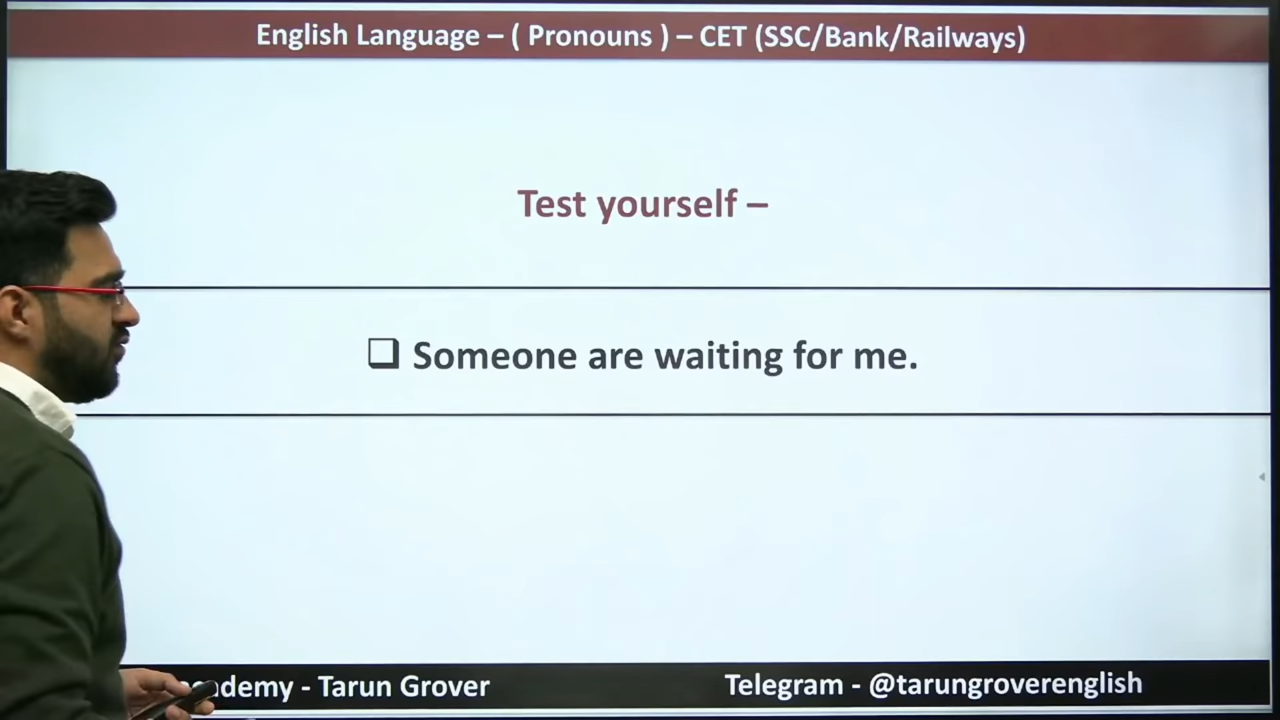 English Language – ( Pronouns ) – CET (SSC/Bank/Railways)
Test yourself –
❑ Someone are waiting for me.
- Tarun Grover
Telegram - @tarungroverenglish